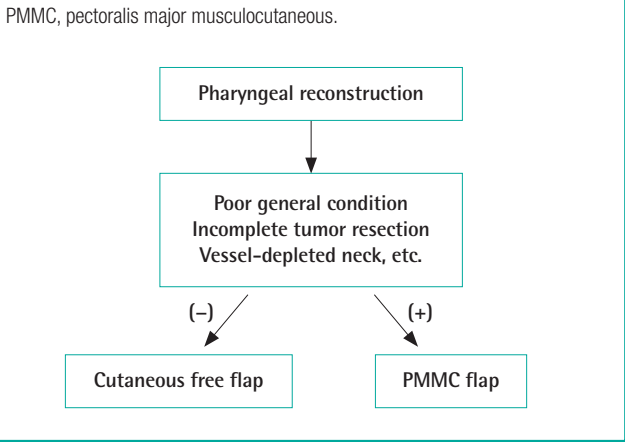 PMMC, pectoralis major musculocutaneous.
Pharyngeal reconstruction
Poor general condition
Incomplete tumor resection
Vessel-depleted neck, etc.
(–)
(+)
Cutaneous free flap
PMMC flap